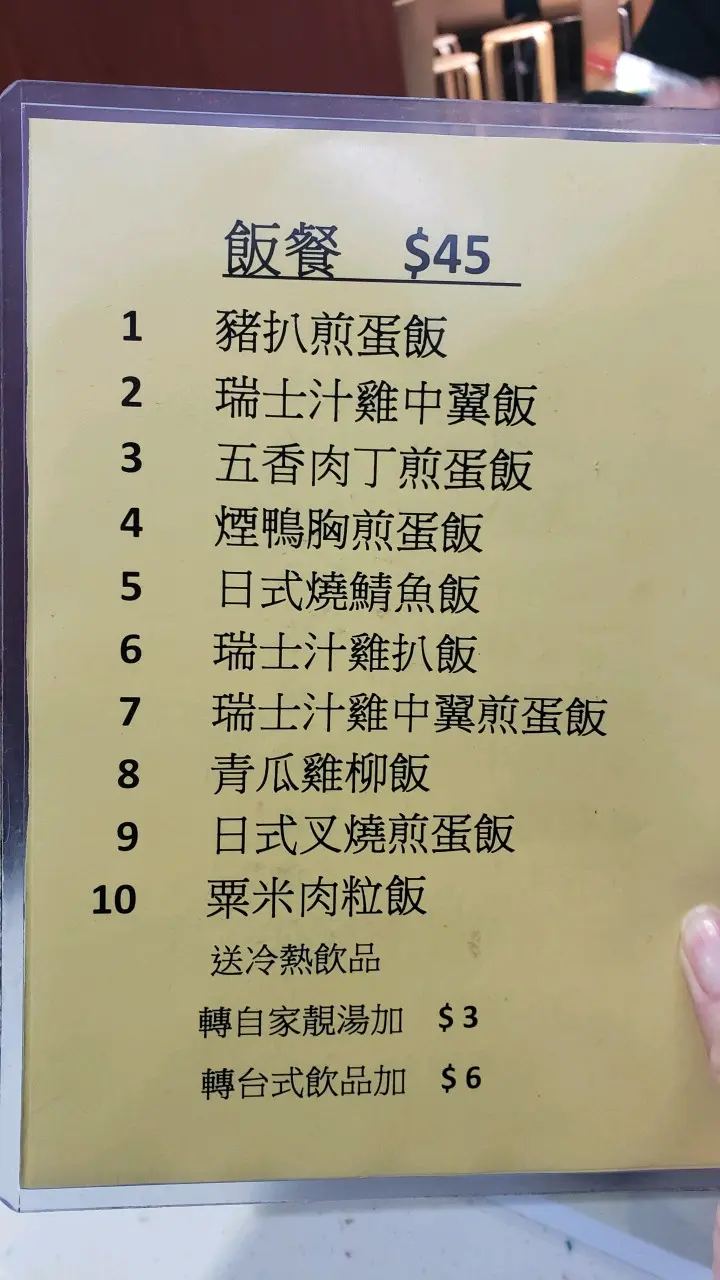 飯餐 $45
1 豬扒煎蛋飯
2 瑞士汁雞中翼飯
3 五香肉丁煎蛋飯
4 煙鴨胸煎蛋飯
5 日式燒鯖魚飯
6 瑞士汁雞扒飯
7 瑞士汁雞中翼煎蛋飯
8 青瓜雞柳飯
9 日式叉燒煎蛋飯
10 粟米肉粒飯
送冷熱飲品
轉自家靚湯加 $3
轉台式飲品加 $6